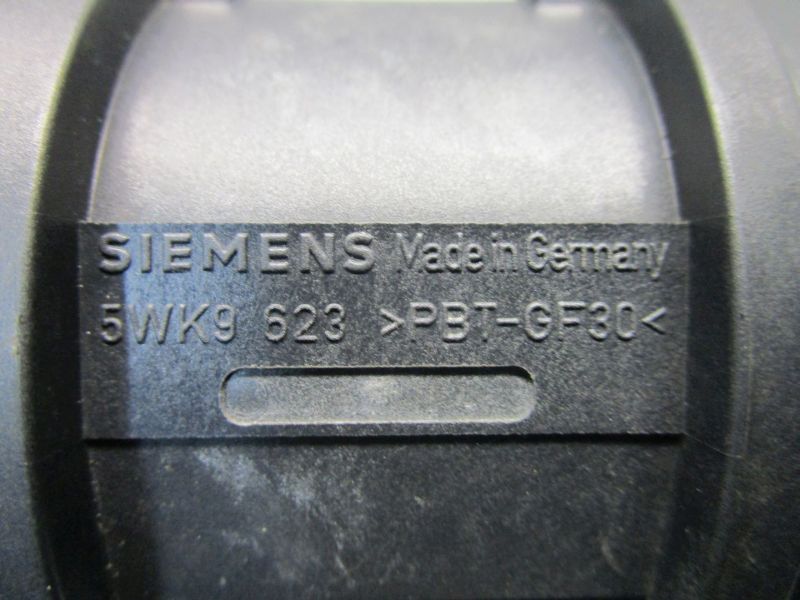 SIEMENS Made in Germany
5WK9 623 >PBT-GF30<